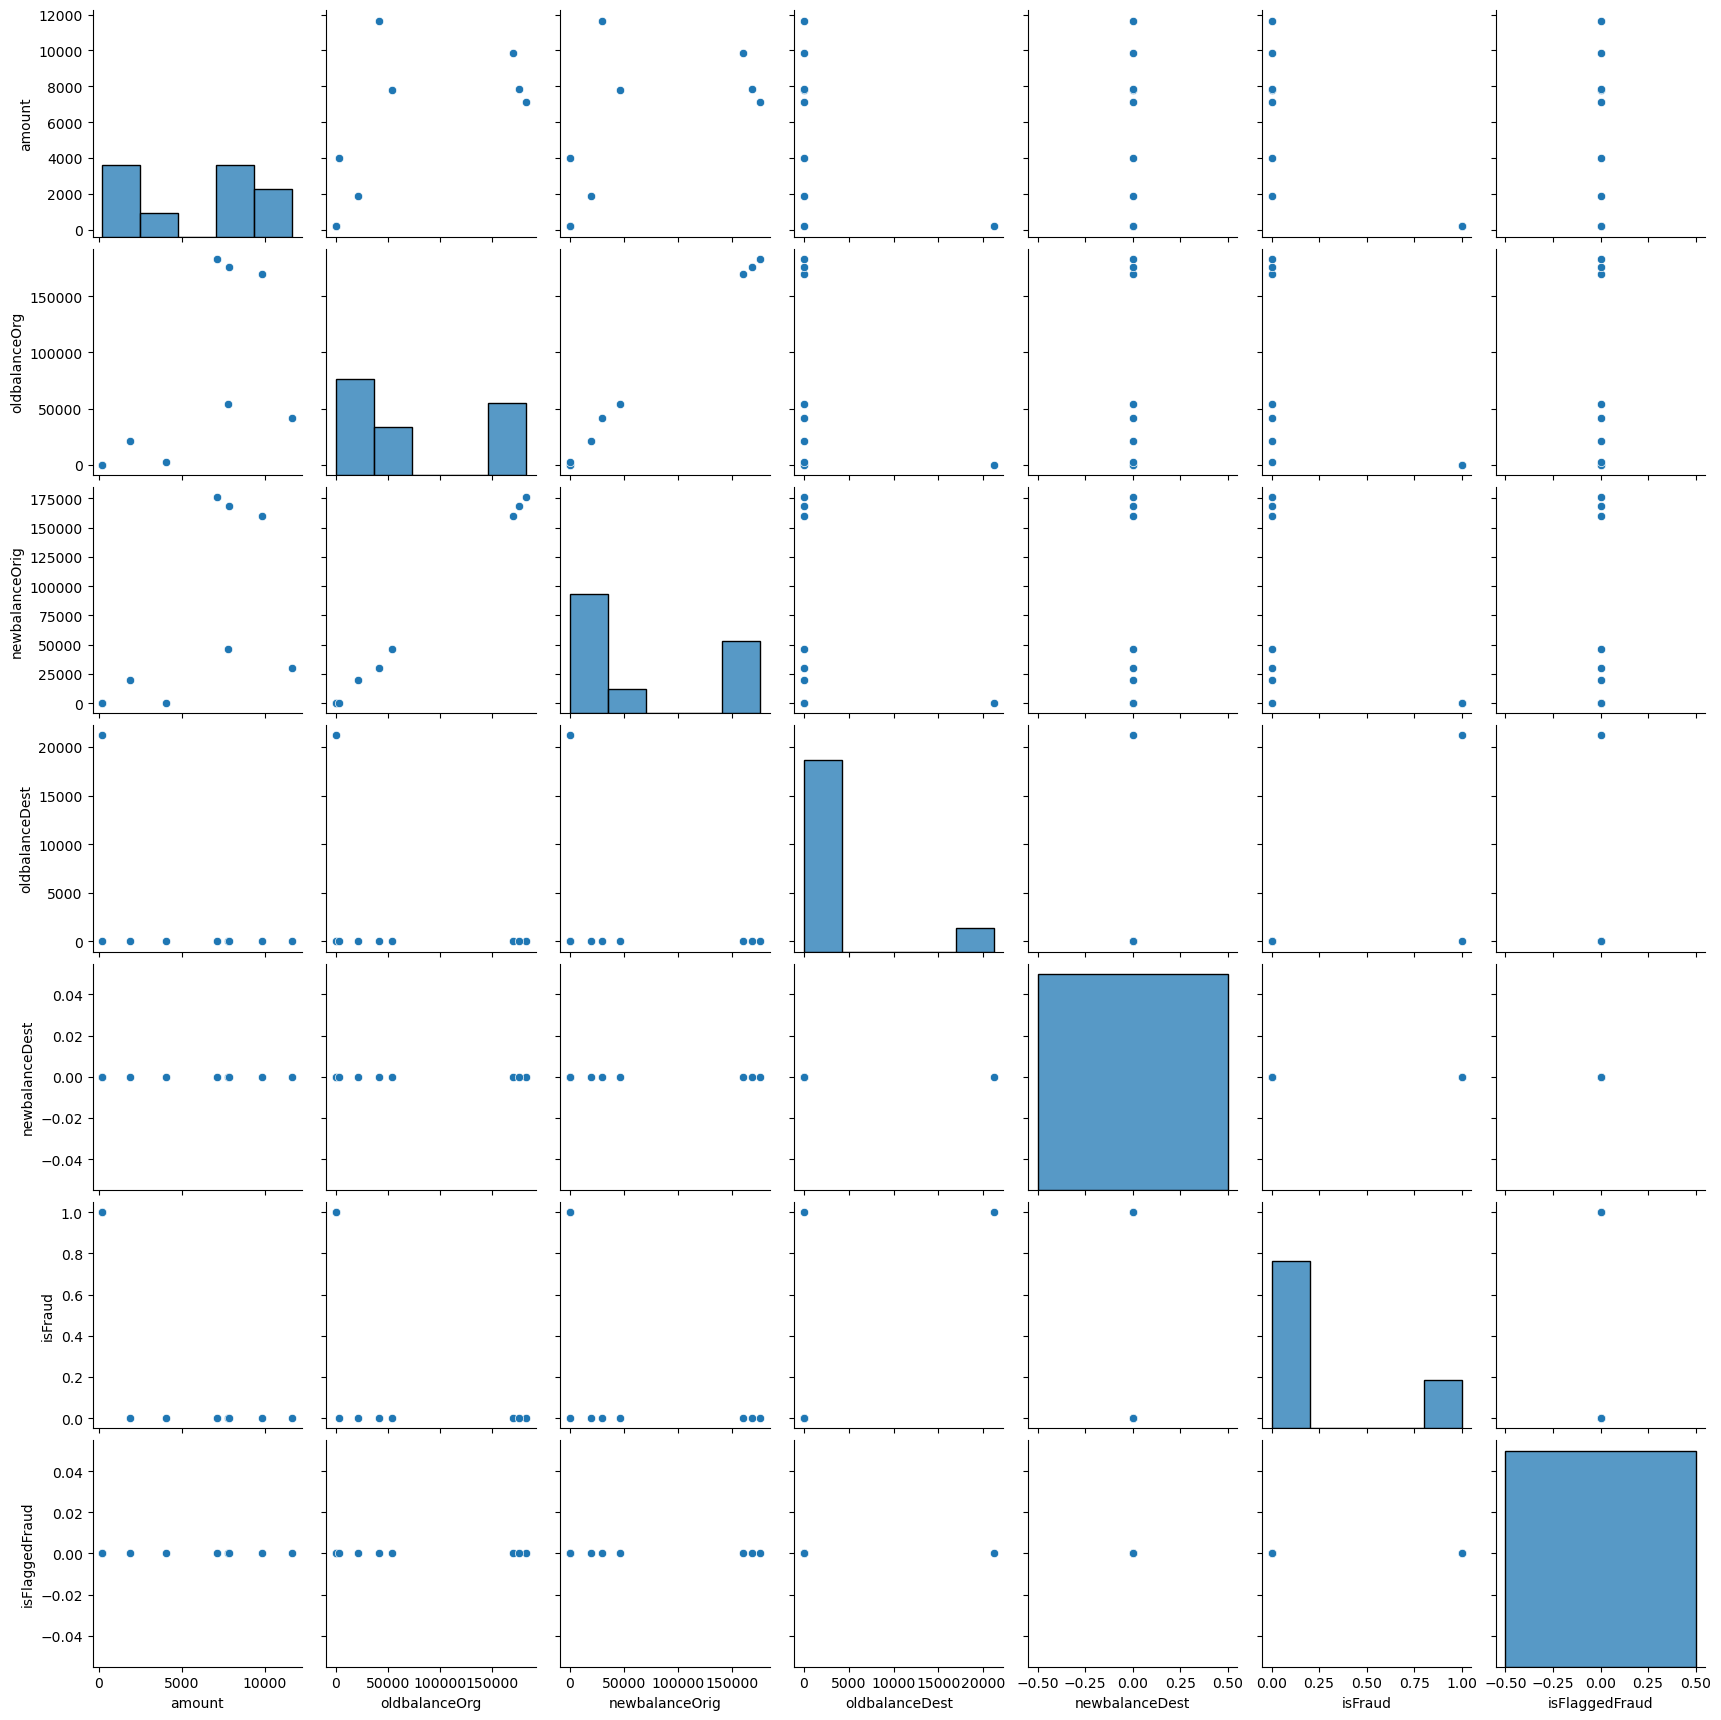 12000
10000
8000
6000
4000
2000
0
amount
150000
100000
50000
0
oldbalanceOrg
175000
150000
125000
100000
75000
50000
25000
0
newbalanceOrig
20000
15000
10000
5000
0
oldbalanceDest
0.04
0.02
0.00
−0.02
−0.04
newbalanceDest
1.0
0.8
0.6
0.4
0.2
0.0
isFraud
0.04
0.02
0.00
−0.02
−0.04
isFlaggedFraud
0 5000 10000
0 50000 100000 150000
0 50000 100000 150000
0 5000 10000 15000 20000
−0.50 −0.25 0.00 0.25 0.50
0.00 0.25 0.50 0.75 1.00
−0.50 −0.25 0.00 0.25 0.50
amount oldbalanceOrg newbalanceOrig oldbalanceDest newbalanceDest isFraud isFlaggedFraud